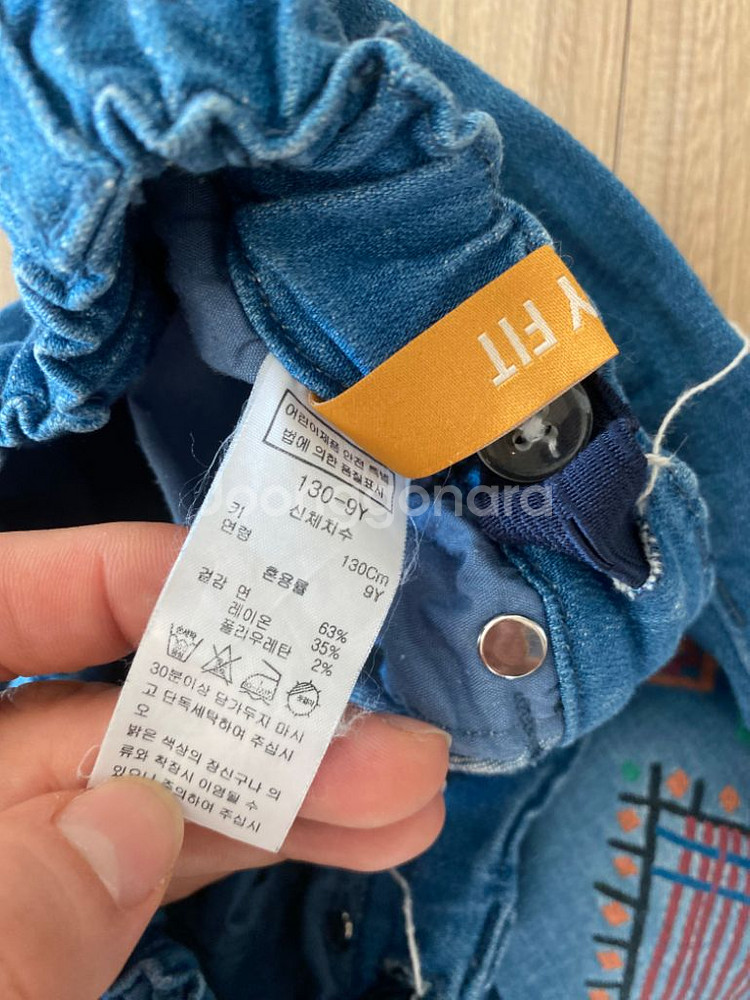 Y FIT
어린이제품 안전 특별
법에 의한 품질표시
130-9Y
신체치수
키 130Cm
연령 9Y
혼용률
겉감 면 63%
레이온 35%
폴리우레탄 2%
손세탁
30분이상 담가두지 마시
고 단독세탁하여 주십시
오
밝은 색상의 장신구나 의
류와 착장시 이염될 수
있으니 주의하여 주십시
joonggonara